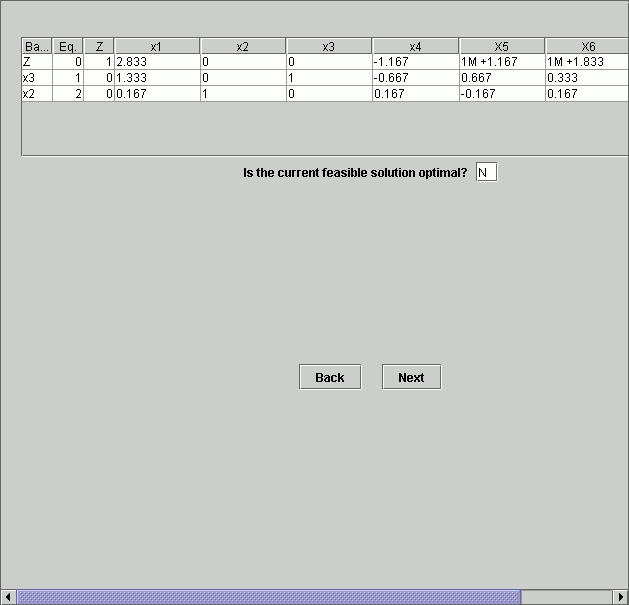 Ba... Eq. Z x1 x2 x3 x4 X5 X6
Z 0 1 2.833 0 0 -1.167 1M +1.167 1M +1.833
x3 1 0 1.333 0 1 -0.667 0.667 0.333
x2 2 0 0.167 1 0 0.167 -0.167 0.167
Is the current feasible solution optimal? N
Back Next